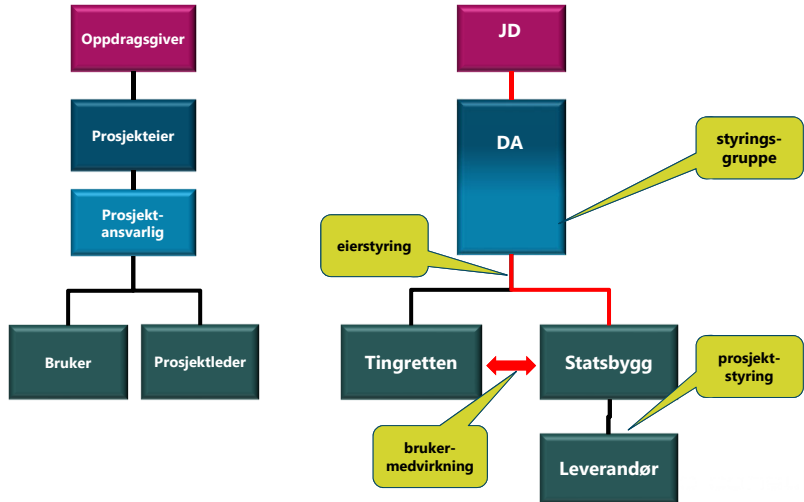 Oppdragsgiver
Prosjekteier
Prosjekt-
ansvarlig
Bruker
Prosjektleder
JD
DA
styrings-
gruppe
eierstyring
Tingretten
Statsbygg
prosjekt-
styring
bruker-
medvirkning
Leverandør